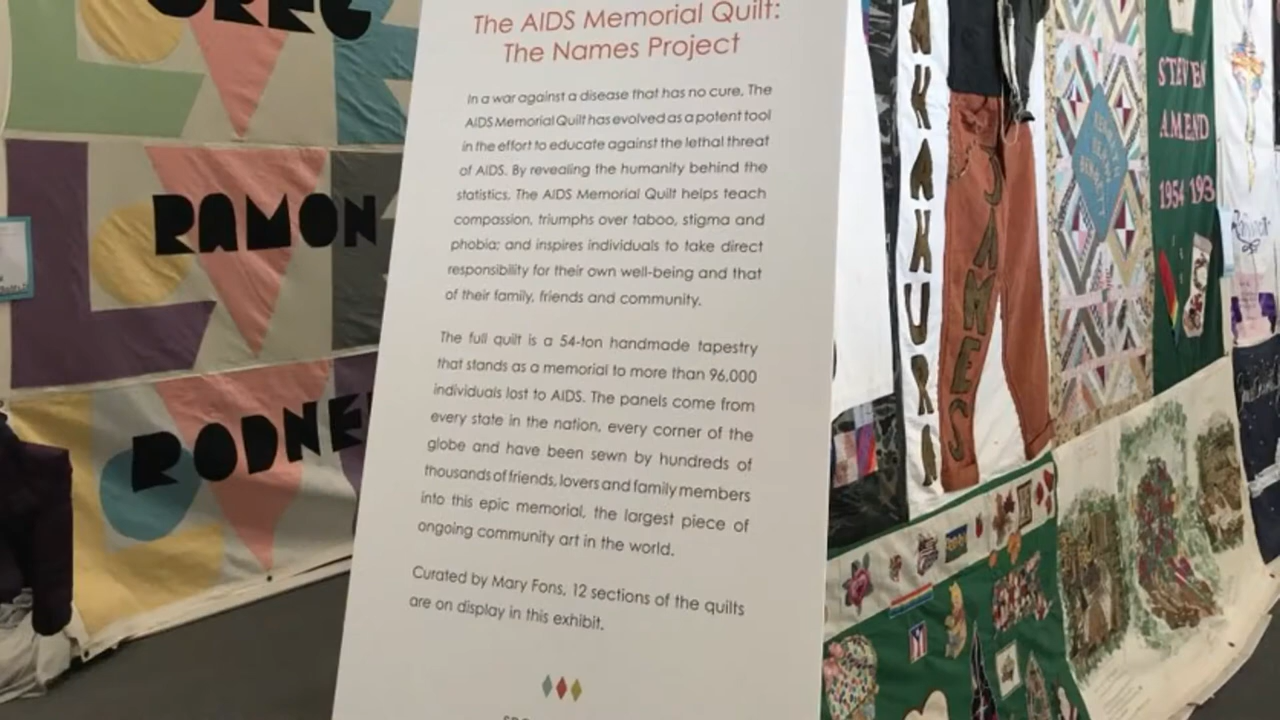 RAMON
RODNE
The AIDS Memorial Quilt:
The Names Project
In a war against a disease that has no cure. The
AIDS Memorial Quilt has evolved as a potent tool
in the effort to educate against the lethal threat
of AIDS. By revealing the humanity behind the
statistics. The AIDS Memorial Quilt helps teach
compassion, triumphs over taboo, stigma and
phobia; and inspires individuals to take direct
responsibility for their own well-being and that
of their family, friends and community.
The full quilt is a 54-ton handmade tapestry
that stands as a memorial to more than 96,000
individuals lost to AIDS. The panels come from
every state in the nation, every corner of the
globe and have been sewn by hundreds of
thousands of friends, lovers and family members
into this epic memorial, the largest piece of
ongoing community art in the world.
Curated by Mary Fons, 12 sections of the quilts
are on display in this exhibit.
JAMES
STEVEN
AMEND
1954 193